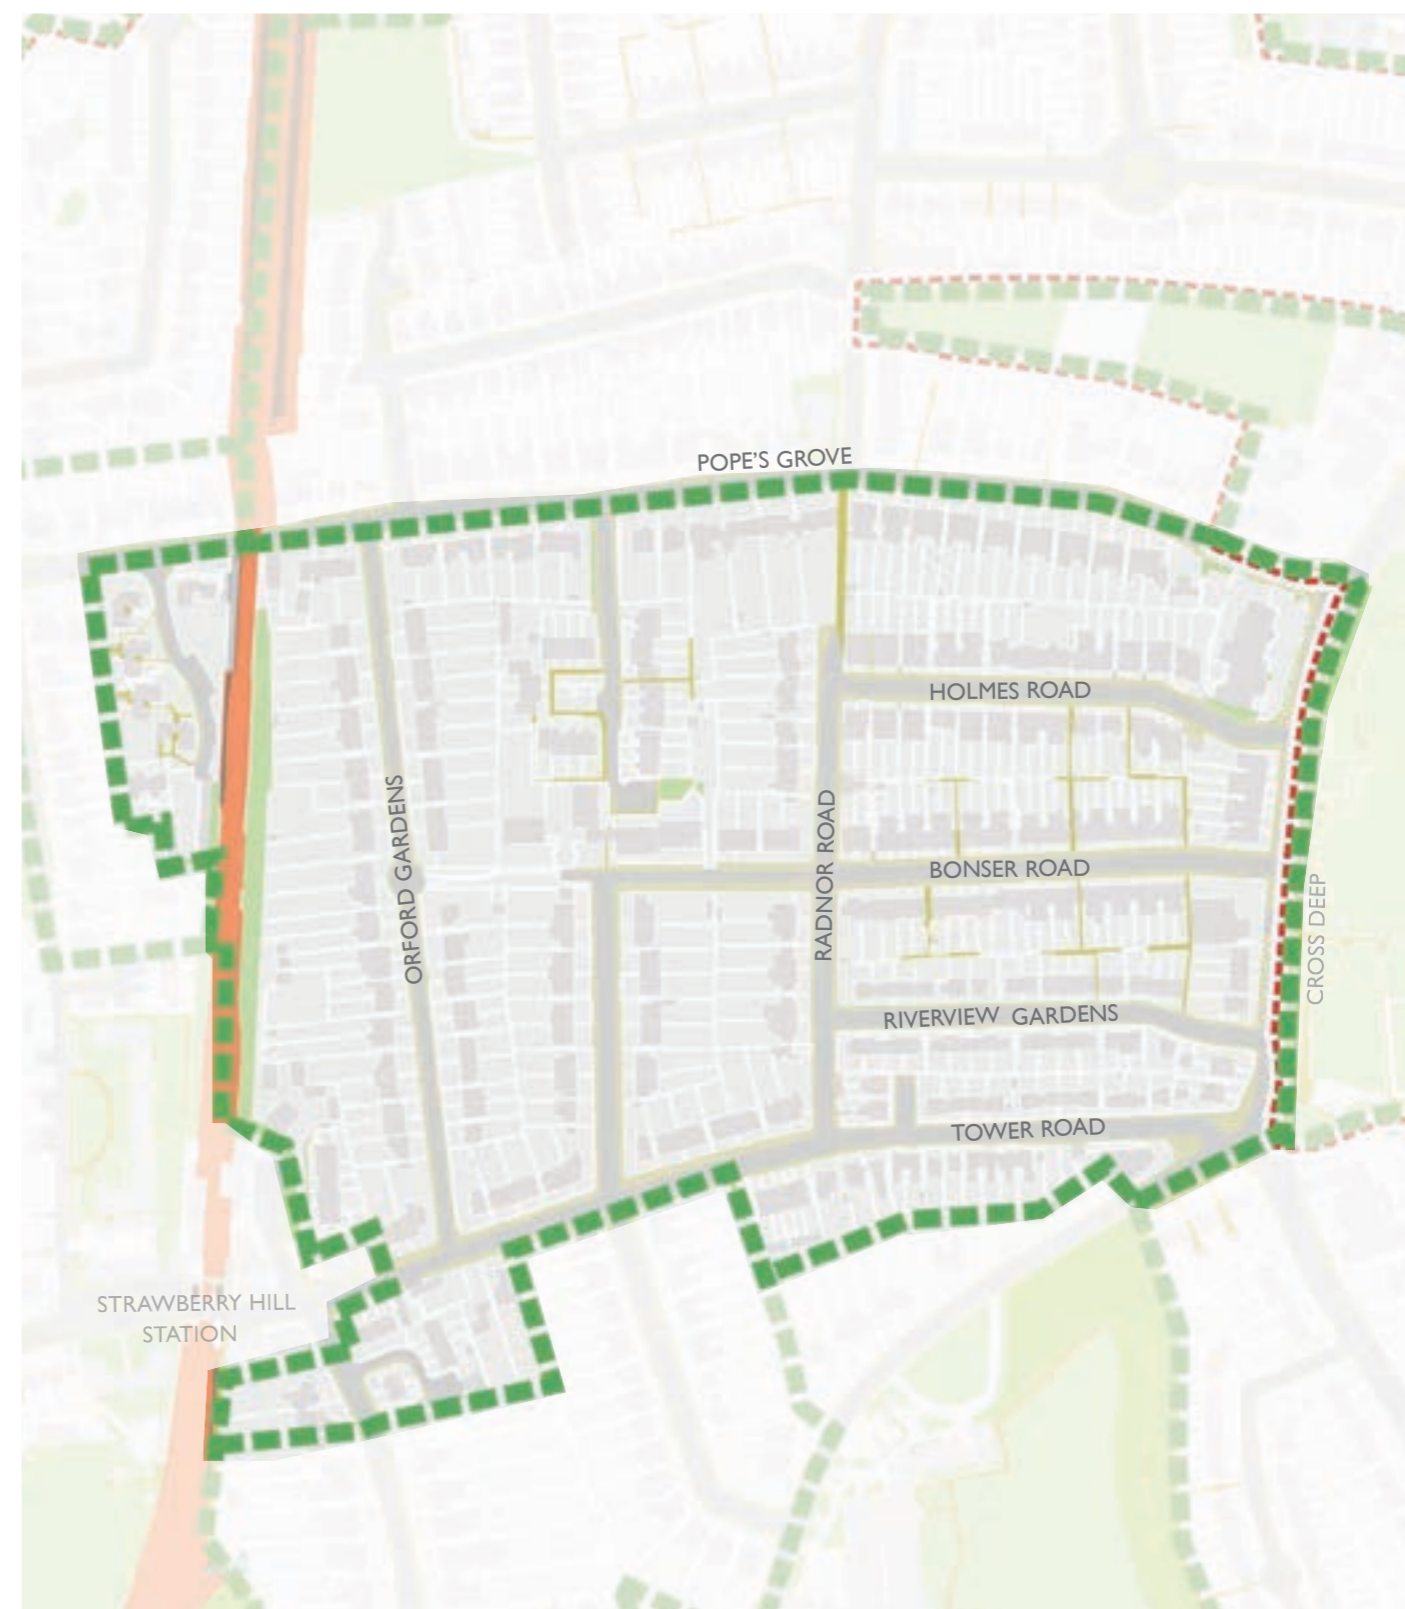 POPE'S GROVE
HOLMES ROAD
ORFORD GARDENS
RADNOR ROAD
BONSER ROAD
CROSS DEEP
RIVERVIEW GARDENS
TOWER ROAD
STRAWBERRY HILL
STATION